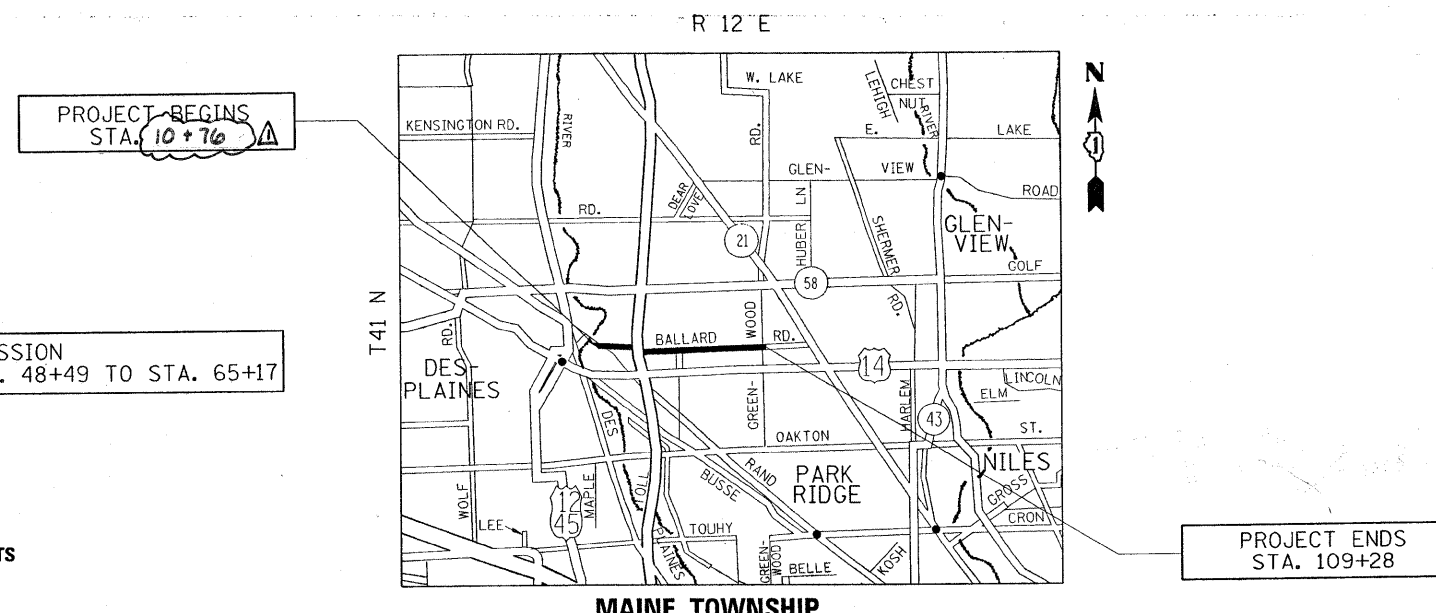 R 12 E
PROJECT BEGINS
STA. 10+76 1
SSION
. 48+49 TO STA. 65+17
TS
T41 N
N
1
W. LAKE
LEHIGH
CHEST
NUT
RIVER
KENSINGTON RD.
RIVER
RD.
E.
LAKE
GLEN-
VIEW
ROAD
DEAR
LOVE
RD.
HUBER LN
SHERMER
RD.
GLEN-
VIEW
21
58
GOLF
RD.
BALLARD
WOOD
RD.
DES-
PLAINES
14
LINCOLN
ELM
HARLEM
43
GREEN-
DES
OAKTON
ST.
RAND
BUSSE
PARK
RIDGE
NILES
GROSS
WOLF
MAPLE
TOLL
12
45
LEE
TOUHY
CRON
PLAINES
GREEN-
WOOD
BELLE
KOSH
PROJECT ENDS
STA. 109+28
MAINE TOWNSHIP